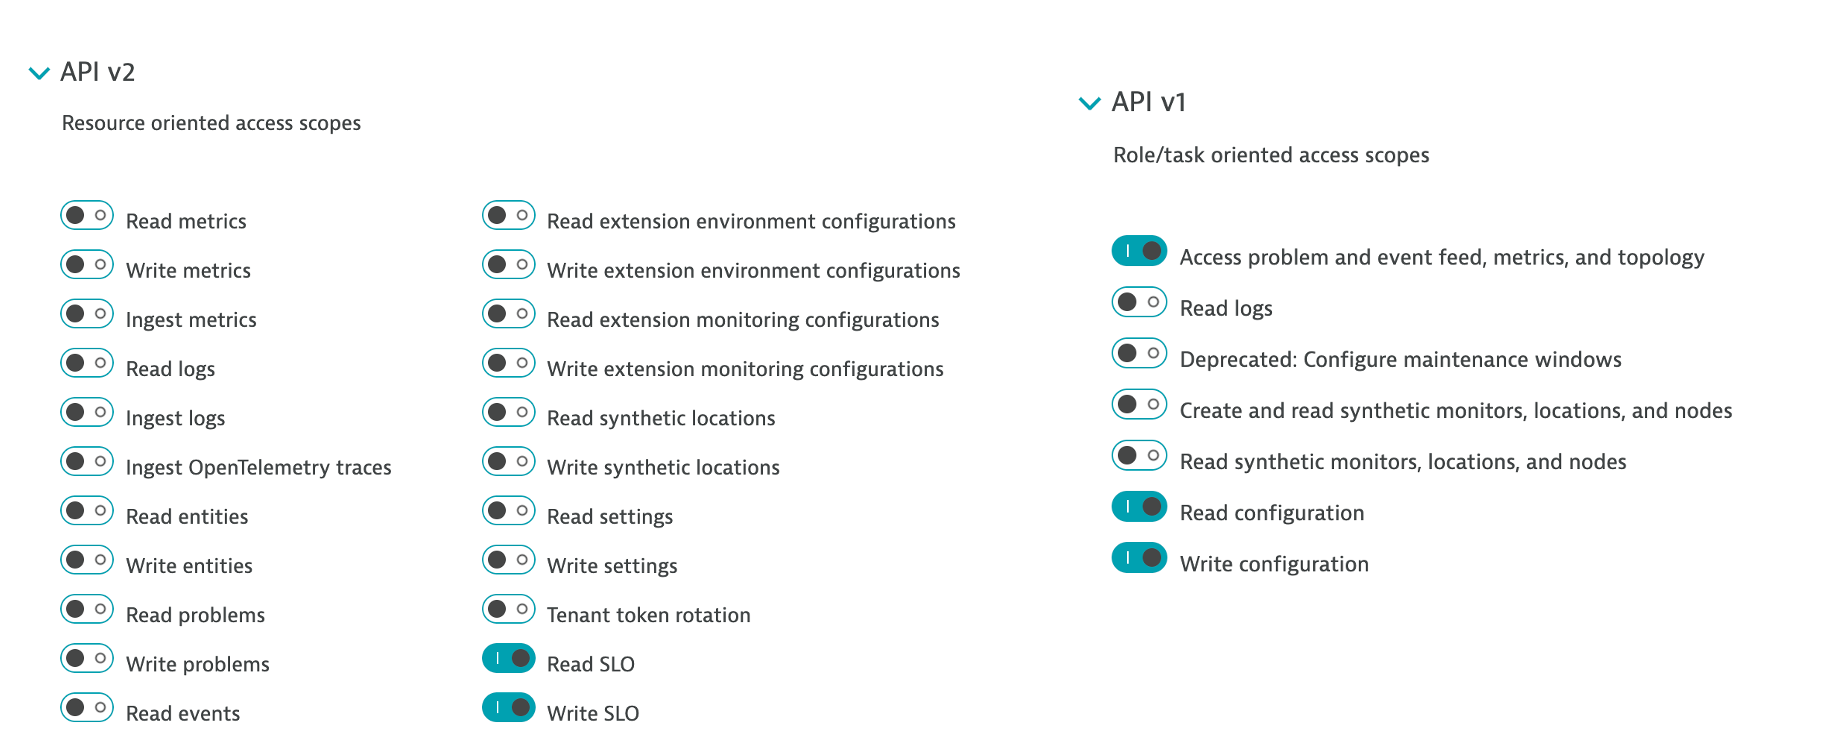 API v2
Resource oriented access scopes
Read metrics
Write metrics
Ingest metrics
Read logs
Ingest logs
Ingest OpenTelemetry traces
Read entities
Write entities
Read problems
Write problems
Read events
Read extension environment configurations
Write extension environment configurations
Read extension monitoring configurations
Write extension monitoring configurations
Read synthetic locations
Write synthetic locations
Read settings
Write settings
Tenant token rotation
Read SLO
Write SLO
API v1
Role/task oriented access scopes
Access problem and event feed, metrics, and topology
Read logs
Deprecated: Configure maintenance windows
Create and read synthetic monitors, locations, and nodes
Read synthetic monitors, locations, and nodes
Read configuration
Write configuration